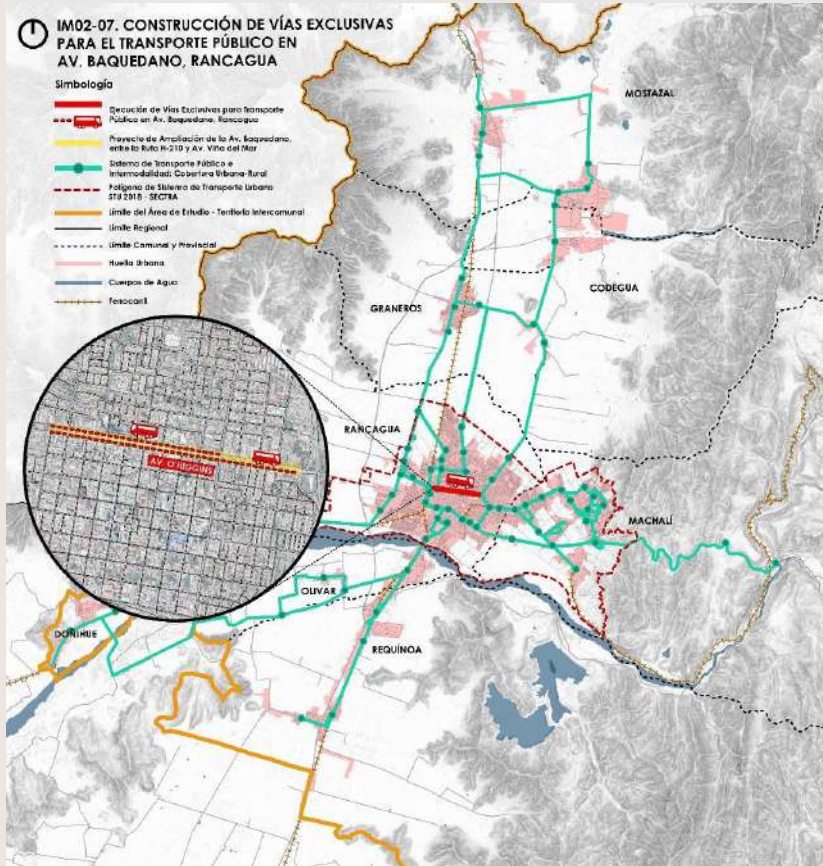 IM02-07. CONSTRUCCIÓN DE VÍAS EXCLUSIVAS
PARA EL TRANSPORTE PÚBLICO EN
AV. BAQUEDANO, RANCAGUA
Simbología
Ejecución de Vías Exclusivas para Transporte
Público en Av. Baquedano, Rancagua
Proyecto de Ampliación de la Av. Baquedano,
entre la Ruta H-210 y Av. Viña del Mar
Sistema de Transporte Público e
Intermodalidad: Cobertura Urbana-Rural
Polígono de Sistema de Transporte Urbano
STU 2018 - SECTRA
Límite del Área de Estudio - Territorio Intercomunal
Límite Regional
Límite Comunal y Provincial
Huella Urbana
Cuerpos de Agua
Ferrocarril
MOSTAZAL
CODEGUA
GRANEROS
RANCAGUA
AV. O'HIGGINS
MACHALÍ
OLIVAR
DOÑIHUE
REQUÍNOA